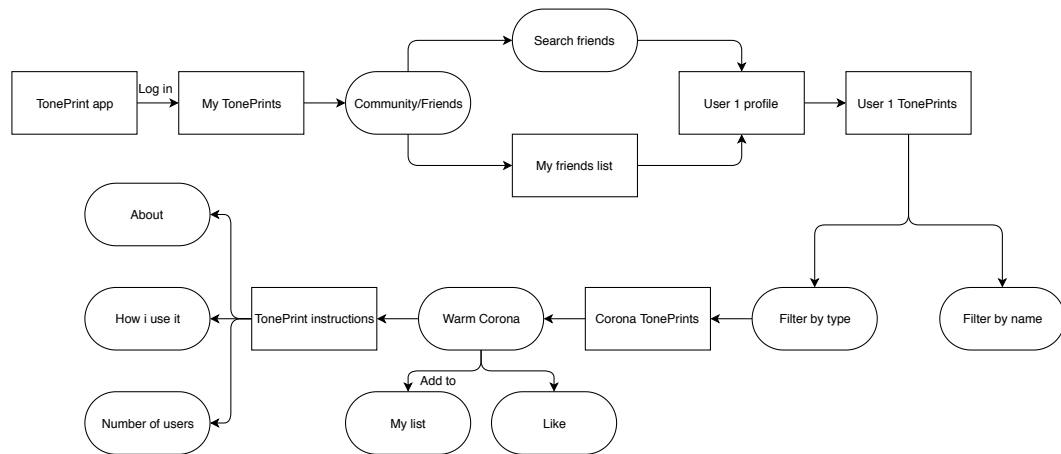 Search friends
Log in
TonePrint app
My TonePrints
Community/Friends
User 1 profile
User 1 TonePrints
My friends list
About
How i use it
TonePrint instructions
Warm Corona
Corona TonePrints
Filter by type
Filter by name
Add to
Number of users
My list
Like